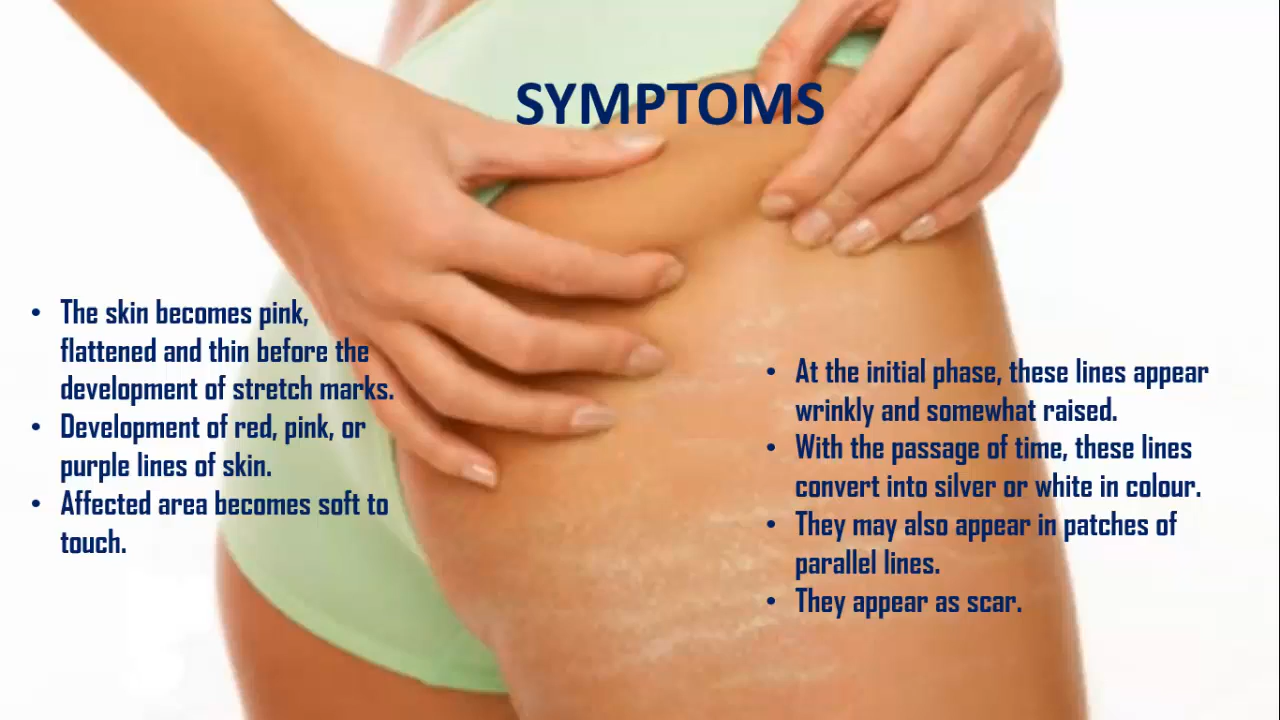 SYMPTOMS
• The skin becomes pink,
flattened and thin before the
development of stretch marks.
• Development of red, pink, or
purple lines of skin.
• Affected area becomes soft to
touch.
• At the initial phase, these lines appear
wrinkly and somewhat raised.
• With the passage of time, these lines
convert into silver or white in colour.
• They may also appear in patches of
parallel lines.
• They appear as scar.